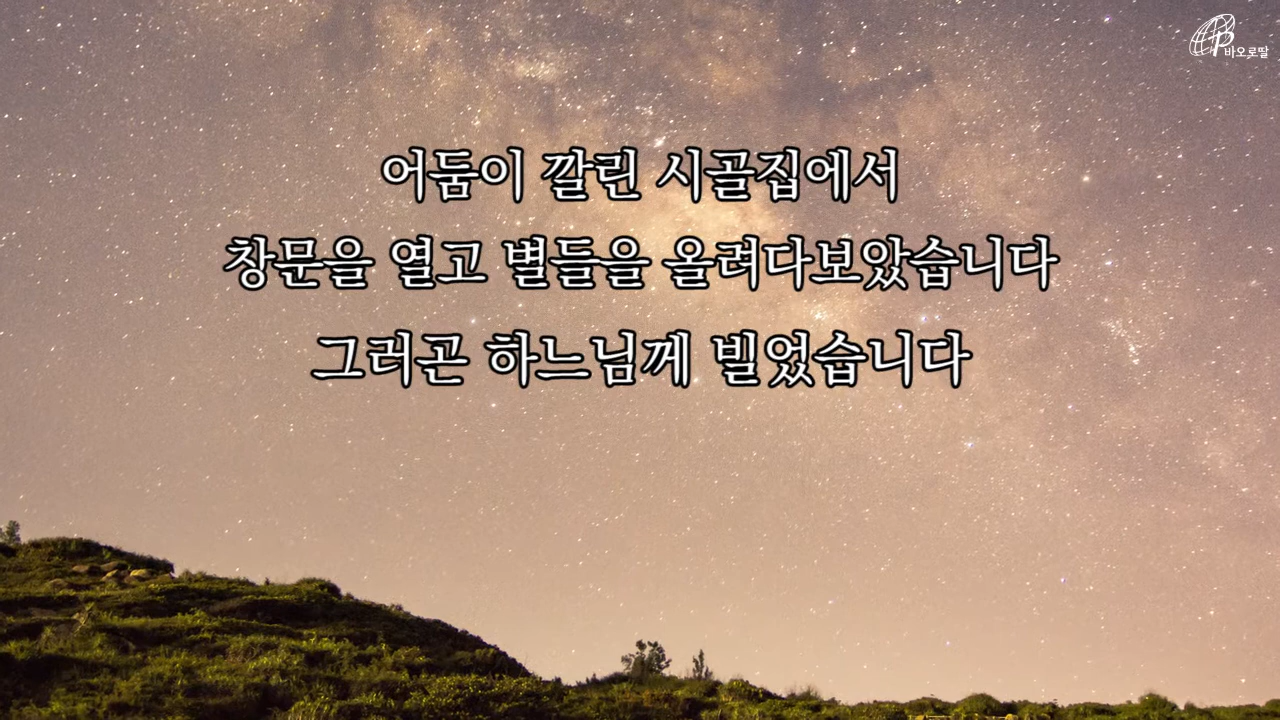 바오로딸
어둠이 깔린 시골집에서
창문을 열고 별들을 올려다보았습니다
그러곤 하느님께 빌었습니다